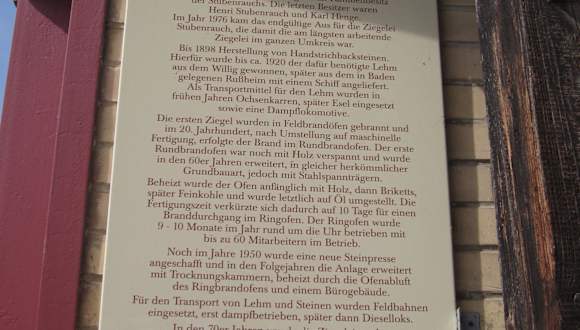 der Stubenrauchs. Die letzten Besitzer waren
Henri Stubenrauch und Karl Henge.
Im Jahr 1976 kam das endgültige Aus für die Ziegelei
Stubenrauch, die damit die am längsten arbeitende
Ziegelei im ganzen Umkreis war.
Bis 1898 Herstellung von Handstrichbacksteinen.
Hierfür wurde bis ca. 1920 der dafür benötigte Lehm
aus dem Willig gewonnen, später aus dem in Baden
gelegenen Rußheim mit einem Schiff angeliefert.
Als Transportmittel für den Lehm wurden in
frühen Jahren Ochsenkarren, später Esel eingesetzt
sowie eine Dampflokomotive.
Die ersten Ziegel wurden in Feldbrandöfen gebrannt und
im 20. Jahrhundert, nach Umstellung auf maschinelle
Fertigung, erfolgte der Brand im Rundbrandofen. Der erste
Rundbrandofen war noch mit Holz verspannt und wurde
in den 60er Jahren erweitert, in gleicher herkömmlicher
Grundbauart, jedoch mit Stahlspannträgern.
Beheizt wurde der Ofen anfänglich mit Holz, dann Briketts,
später Feinkohle und wurde letztlich auf Öl umgestellt. Die
Fertigungszeit verkürzte sich dadurch auf 10 Tage für einen
Branddurchgang im Ringofen. Der Ringofen wurde
9 - 10 Monate im Jahr rund um die Uhr betrieben mit
bis zu 60 Mitarbeitern im Betrieb.
Noch im Jahre 1950 wurde eine neue Steinpresse
angeschafft und in den Folgejahren die Anlage erweitert
mit Trocknungskammern, beheizt durch die Ofenabluft
des Ringbrandofens und einem Bürogebäude.
Für den Transport von Lehm und Steinen wurden Feldbahnen
eingesetzt, erst dampfbetrieben, später dann Dieselloks.
In den 70er Jahren